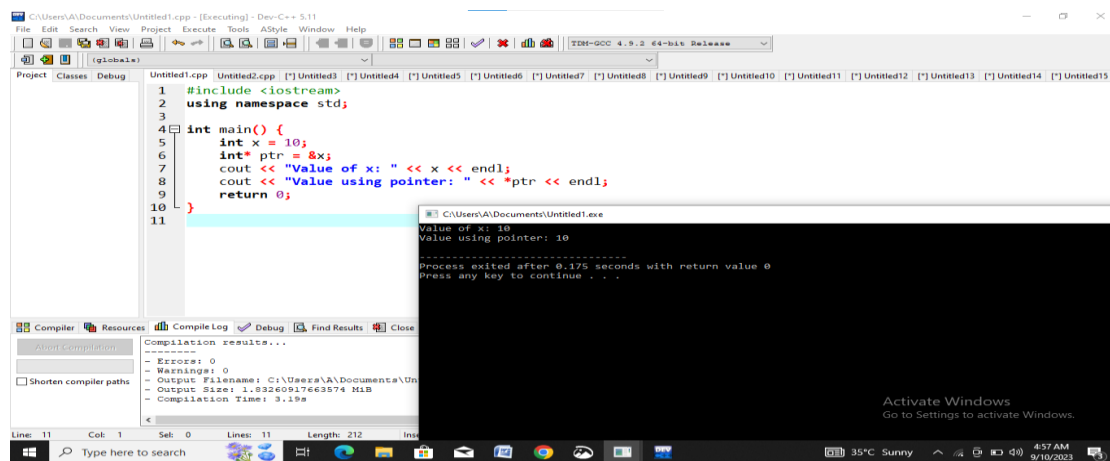 C:\Users\A\Documents\Untitled1.cpp - [Executing] - Dev-C++ 5.11
File Edit Search View Project Execute Tools AStyle Window Help
TDM-GCC 4.9.2 64-bit Release
(globals)
Project Classes Debug
Untitled1.cpp Untitled2.cpp [*] Untitled3 [*] Untitled4 [*] Untitled5 [*] Untitled6 [*] Untitled7 [*] Untitled8 [*] Untitled9 [*] Untitled10 [*] Untitled11 [*] Untitled12 [*] Untitled13 [*] Untitled14 [*] Untitled15
1 #include <iostream>
2 using namespace std;
3
4 int main() {
5 int x = 10;
6 int* ptr = &x;
7 cout << "Value of x: " << x << endl;
8 cout << "Value using pointer: " << *ptr << endl;
9 return 0;
10 }
11
C:\Users\A\Documents\Untitled1.exe
Value of x: 10
Value using pointer: 10
--------------------------------
Process exited after 0.175 seconds with return value 0
Press any key to continue . . .
Compiler Resources Compile Log Debug Find Results Close
Abort Compilation
Shorten compiler paths
Compilation results...
--------
- Errors: 0
- Warnings: 0
- Output Filename: C:\Users\A\Documents\Un
- Output Size: 1.83260917663574 MiB
- Compilation Time: 3.19s
Activate Windows
Go to Settings to activate Windows.
Line: 11 Col: 1 Sel: 0 Lines: 11 Length: 212 Inse
Type here to search
DEV
35°C Sunny
4:57 AM
9/10/2023